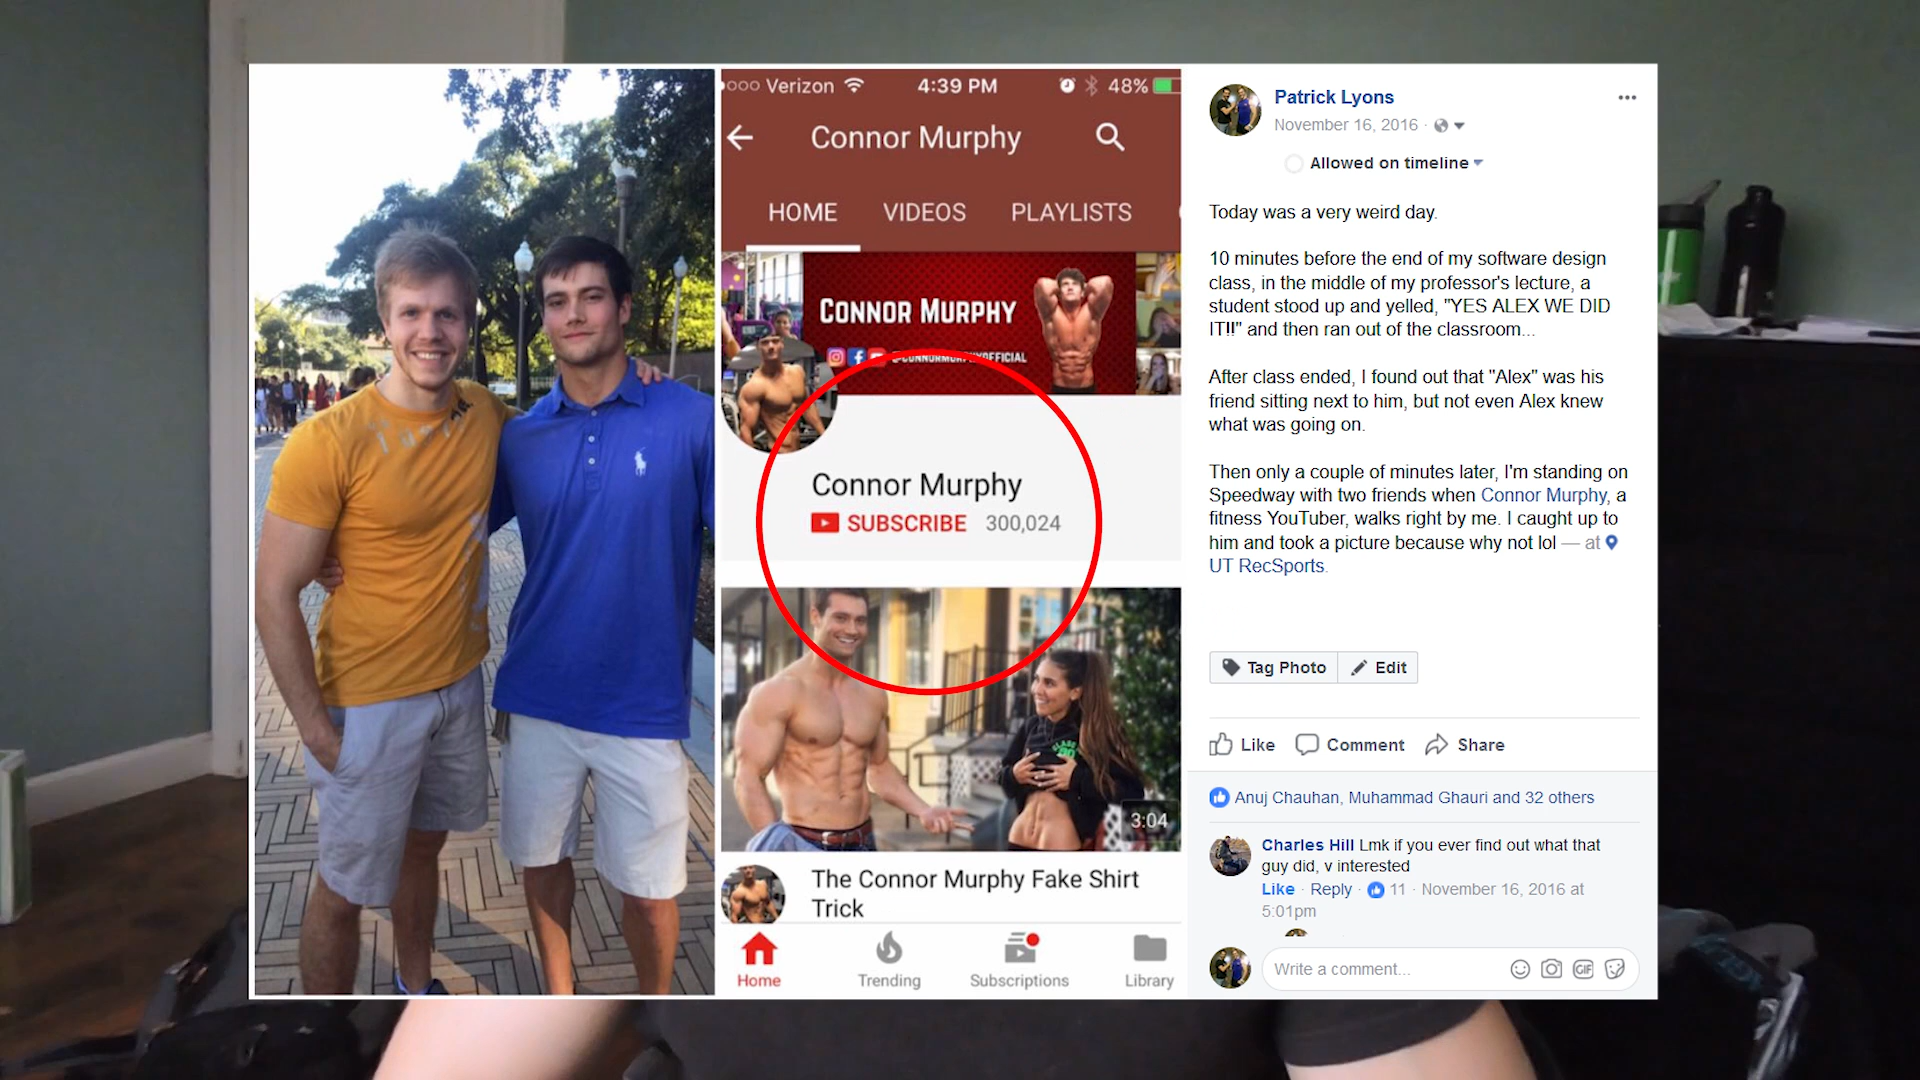 Verizon 4:39 PM 48%
Connor Murphy
HOME VIDEOS PLAYLISTS
CONNOR MURPHY
Connor Murphy
SUBSCRIBE 300,024
3:04
The Connor Murphy Fake Shirt
Trick
Home Trending Subscriptions Library
Patrick Lyons
November 16, 2016 ·
Allowed on timeline
Today was a very weird day.
10 minutes before the end of my software design
class, in the middle of my professor's lecture, a
student stood up and yelled, "YES ALEX WE DID
IT!!" and then ran out of the classroom...
After class ended, I found out that "Alex" was his
friend sitting next to him, but not even Alex knew
what was going on.
Then only a couple of minutes later, I'm standing on
Speedway with two friends when Connor Murphy, a
fitness YouTuber, walks right by me. I caught up to
him and took a picture because why not lol — at
UT RecSports.
Tag Photo Edit
Like Comment Share
Anuj Chauhan, Muhammad Ghauri and 32 others
Charles Hill Lmk if you ever find out what that
guy did, v interested
Like · Reply · 11 · November 16, 2016 at
5:01pm
Write a comment... GIF